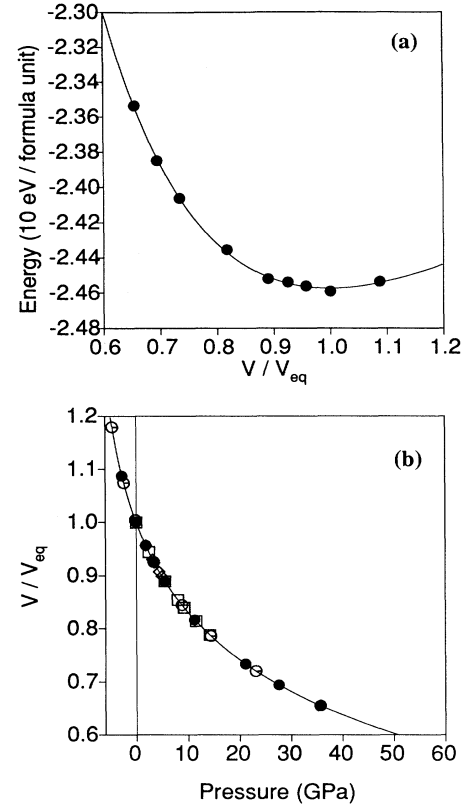 -2.30
(a)
-2.32
-2.34
-2.36
-2.38
-2.40
-2.42
-2.44
-2.46
-2.48
Energy (10 eV / formula unit)
0.6 0.7 0.8 0.9 1.0 1.1 1.2
V / Veq
1.2
(b)
1.1
1.0
0.9
0.8
0.7
0.6
V / Veq
0 10 20 30 40 50 60
Pressure (GPa)